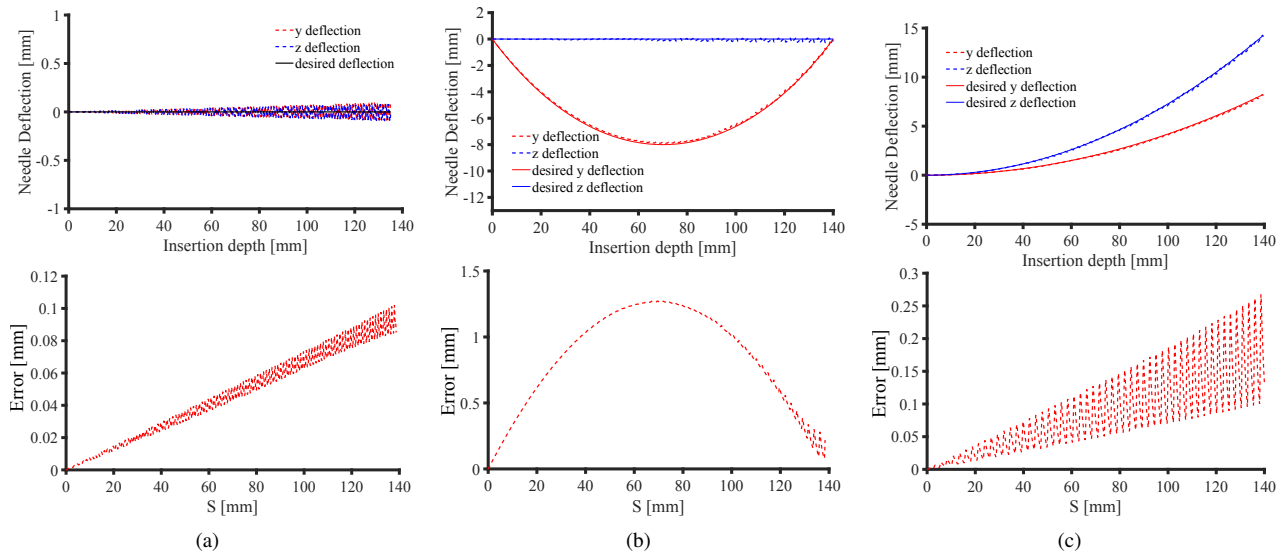 1
0.5
0
-0.5
-1
Needle Deflection [mm]
y deflection
z deflection
desired deflection
0 20 40 60 80 100 120 140
Insertion depth [mm]
2
0
-2
-4
-6
-8
-10
-12
Needle Deflection [mm]
y deflection
z deflection
desired y deflection
desired z deflection
0 20 40 60 80 100 120 140
Insertion depth [mm]
15
10
5
0
-5
Needle Deflection [mm]
y deflection
z deflection
desired y deflection
desired z deflection
0 20 40 60 80 100 120 140
Insertion depth [mm]
0.12
0.1
0.08
0.06
0.04
0.02
0
Error [mm]
0 20 40 60 80 100 120 140
S [mm]
(a)
1.5
1
0.5
0
Error [mm]
0 20 40 60 80 100 120 140
S [mm]
(b)
0.3
0.25
0.2
0.15
0.1
0.05
0
Error [mm]
0 20 40 60 80 100 120 140
S [mm]
(c)